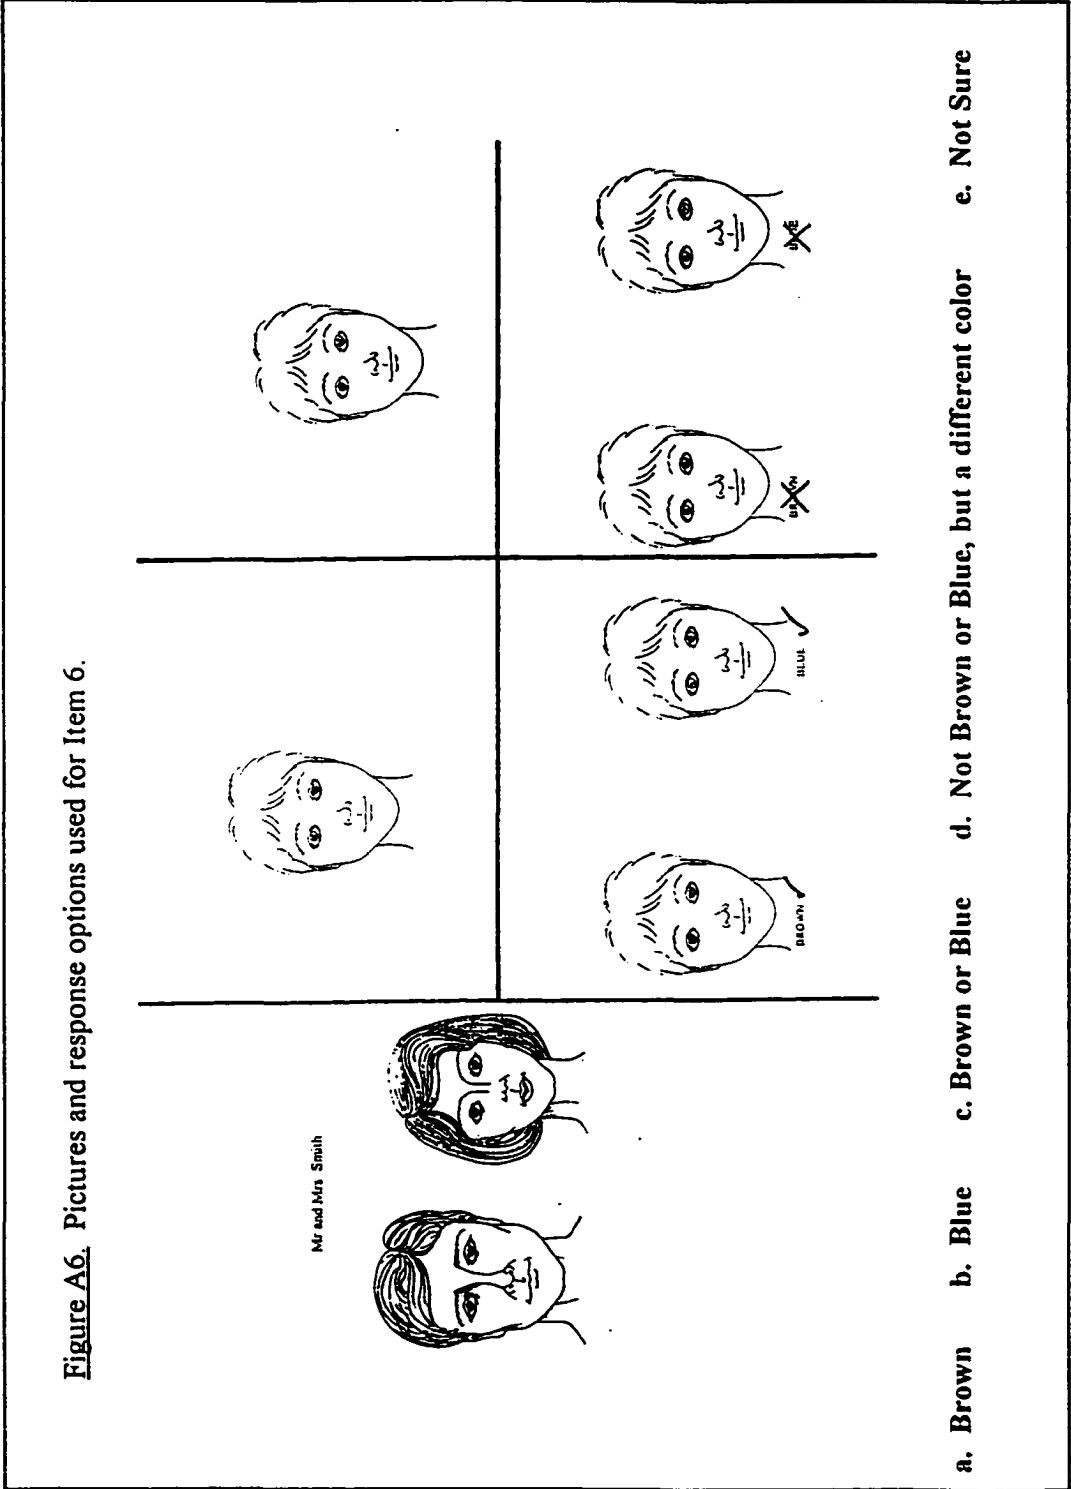 Figure A6. Pictures and response options used for Item 6.
Mr and Mrs Smith
BROWN
BLUE
BROWN
a. Brown b. Blue c. Brown or Blue d. Not Brown or Blue, but a different color e. Not Sure